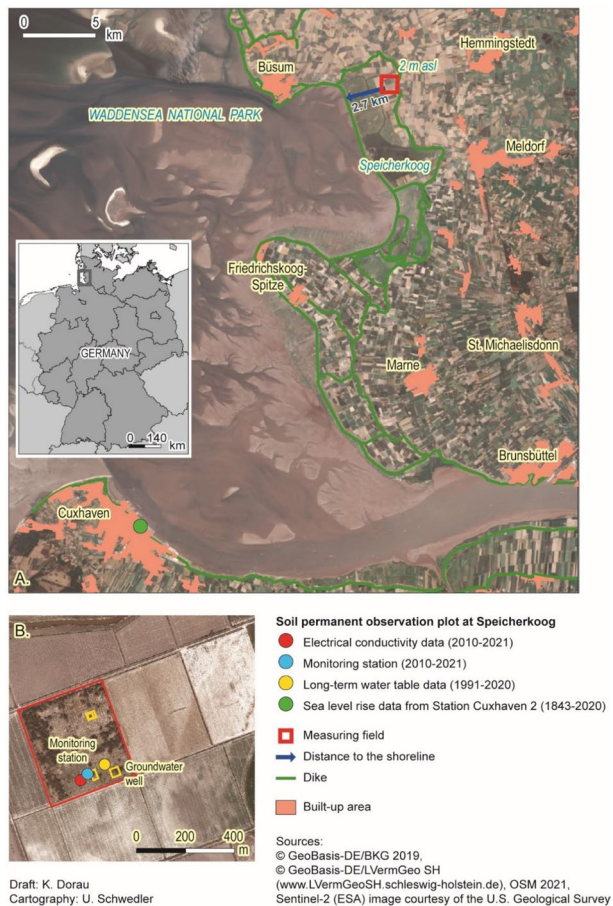 0 5
km
Büsum
Hemmingstedt
2 m asl
2.7 km
WADDENSEA NATIONAL PARK
Meldorf
Speicherkoog
Friedrichskoog-
Spitze
GERMANY
0 140
km
St. Michaelisdonn
Marne
Brunsbüttel
Cuxhaven
A.
B.
Monitoring
station
Groundwater
well
0 200 400
m
Soil permanent observation plot at Speicherkoog
Electrical conductivity data (2010-2021)
Monitoring station (2010-2021)
Long-term water table data (1991-2020)
Sea level rise data from Station Cuxhaven 2 (1843-2020)
Measuring field
Distance to the shoreline
Dike
Built-up area
Sources:
© GeoBasis-DE/BKG 2019,
© GeoBasis-DE/LVermGeo SH
(www.LVermGeoSH.schleswig-holstein.de), OSM 2021,
Sentinel-2 (ESA) image courtesy of the U.S. Geological Survey
Draft: K. Dorau
Cartography: U. Schwedler